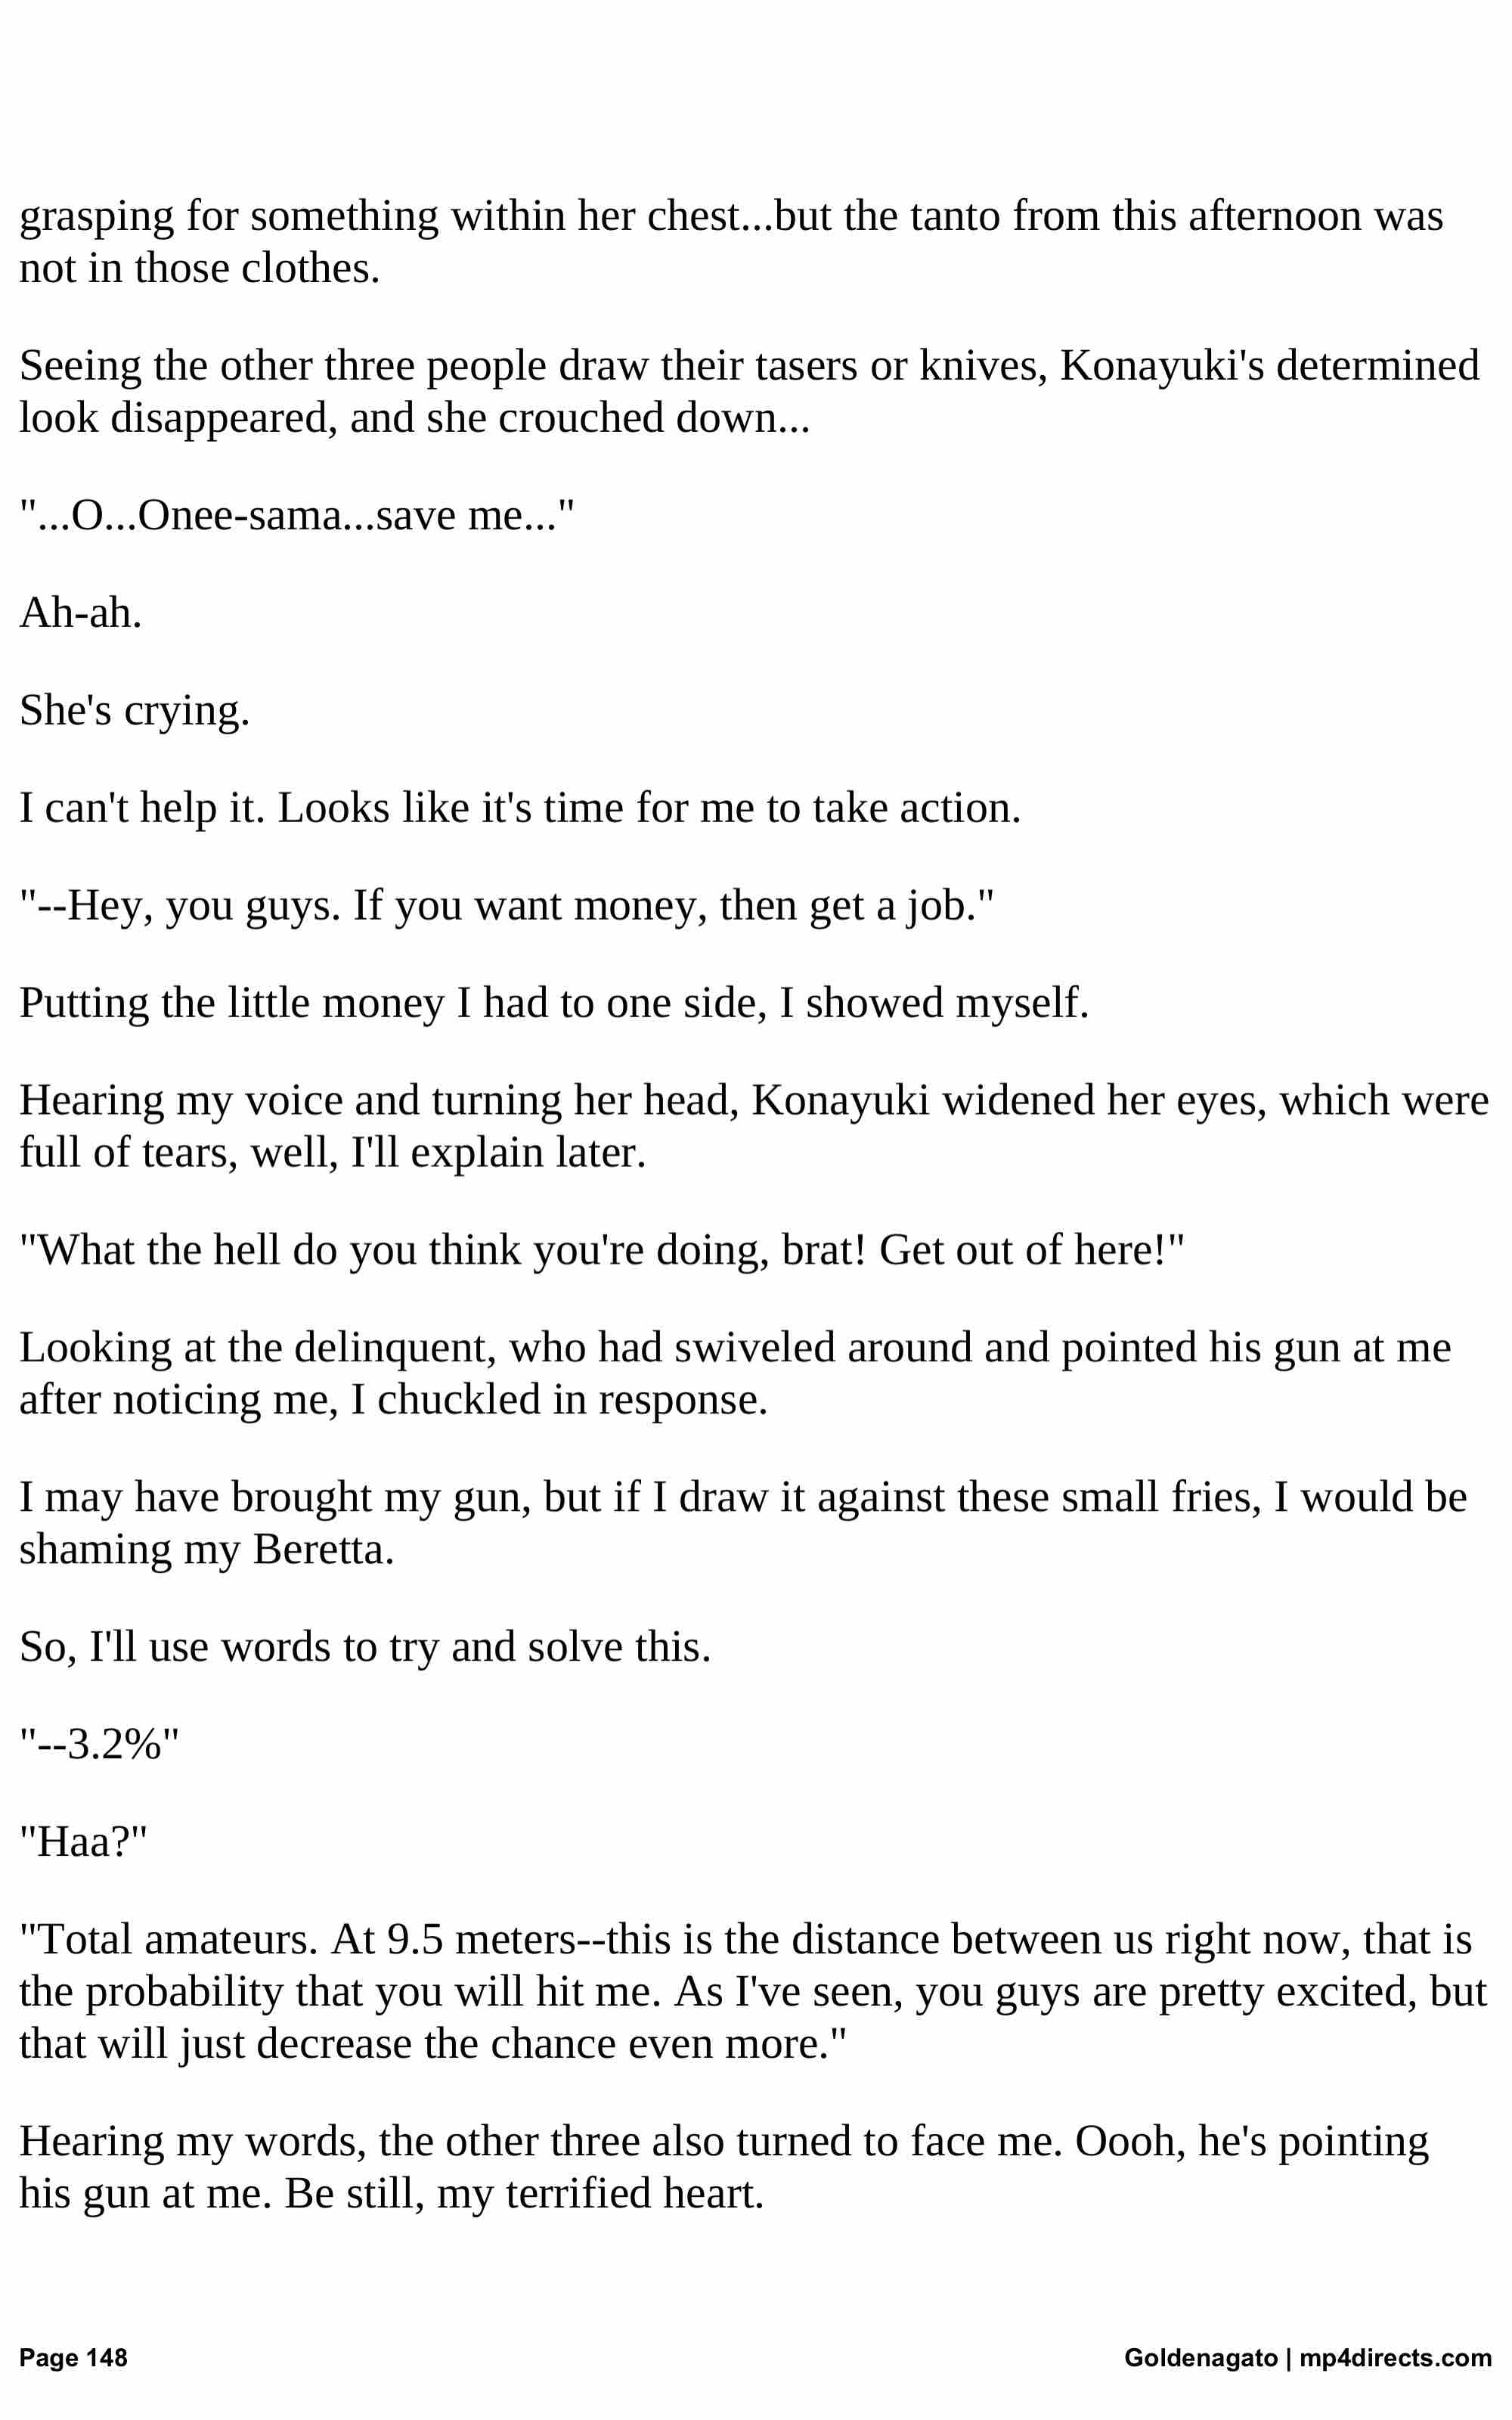 grasping for something within her chest...but the tanto from this afternoon was
not in those clothes.
Seeing the other three people draw their tasers or knives, Konayuki's determined
look disappeared, and she crouched down...
"...O...Onee-sama...save me..."
Ah-ah.
She's crying.
I can't help it. Looks like it's time for me to take action.
"--Hey, you guys. If you want money, then get a job."
Putting the little money I had to one side, I showed myself.
Hearing my voice and turning her head, Konayuki widened her eyes, which were
full of tears, well, I'll explain later.
"What the hell do you think you're doing, brat! Get out of here!"
Looking at the delinquent, who had swiveled around and pointed his gun at me
after noticing me, I chuckled in response.
I may have brought my gun, but if I draw it against these small fries, I would be
shaming my Beretta.
So, I'll use words to try and solve this.
"--3.2%"
"Haa?"
"Total amateurs. At 9.5 meters--this is the distance between us right now, that is
the probability that you will hit me. As I've seen, you guys are pretty excited, but
that will just decrease the chance even more."
Hearing my words, the other three also turned to face me. Oooh, he's pointing
his gun at me. Be still, my terrified heart.
Page 148
Goldenagato | mp4directs.com